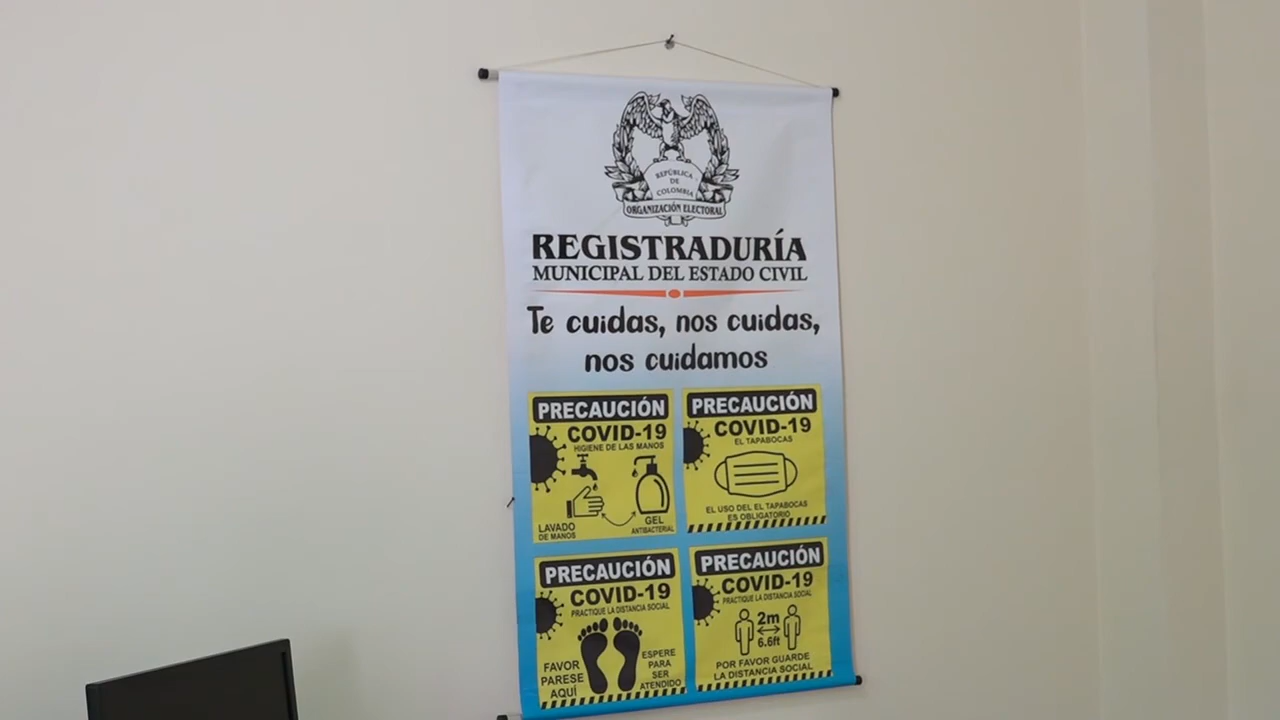 REPÚBLICA
DE
COLOMBIA
ORGANIZACIÓN ELECTORAL
REGISTRADURÍA
MUNICIPAL DEL ESTADO CIVIL
Te cuidas, nos cuidas,
nos cuidamos
PRECAUCIÓN
COVID-19
HIGIENE DE LAS MANOS
LAVADO
DE MANOS
GEL
ANTIBACTERIAL
PRECAUCIÓN
COVID-19
EL TAPABOCAS
EL USO DEL EL TAPABOCAS
ES OBLIGATORIO
PRECAUCIÓN
COVID-19
PRACTIQUE LA DISTANCIA SOCIAL
FAVOR
PARESE
AQUÍ
ESPERE
PARA
SER
ATENDIDO
PRECAUCIÓN
COVID-19
PRACTIQUE LA DISTANCIA SOCIAL
2m
6.6ft
POR FAVOR GUARDE
LA DISTANCIA SOCIAL